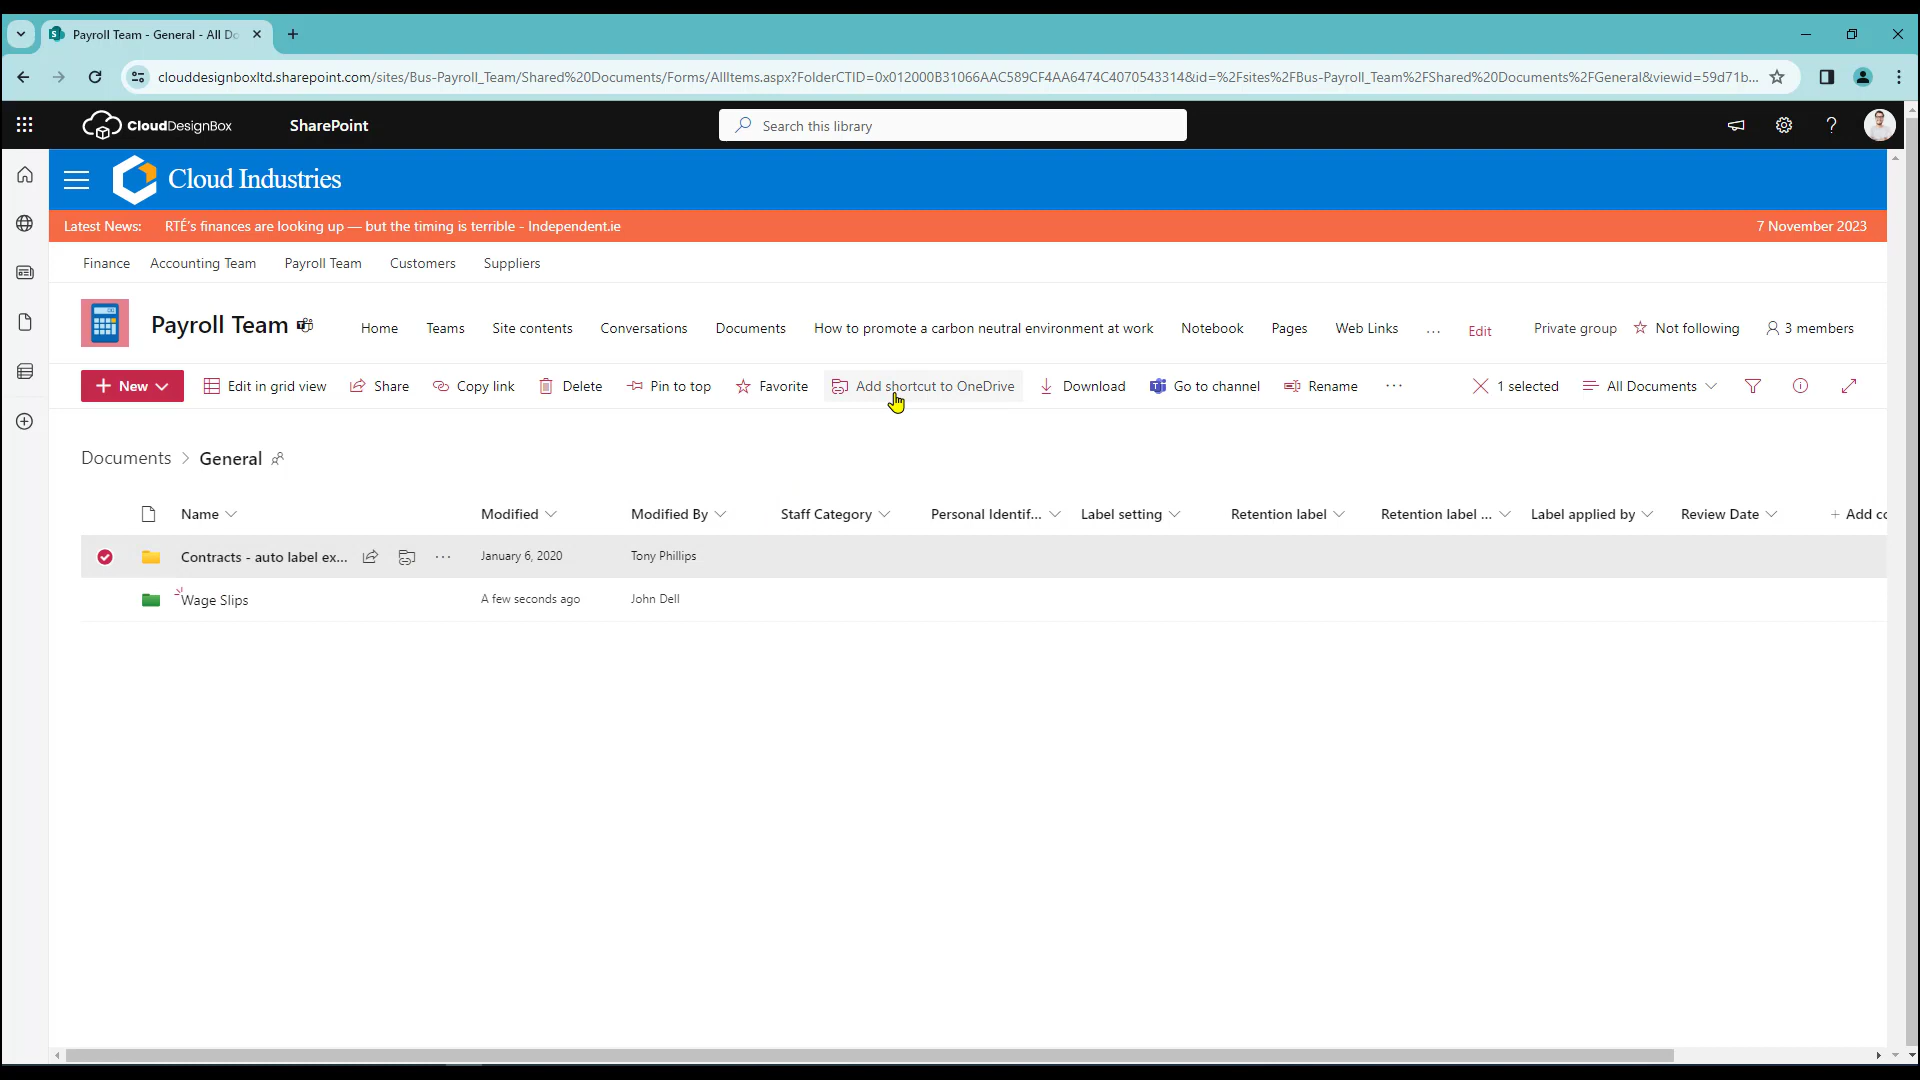 Payroll Team - General - All Do
clouddesignboxltd.sharepoint.com/sites/Bus-Payroll_Team/Shared%20Documents/Forms/AllItems.aspx?FolderCTID=0x012000B31066AAC589CF4AA6474C4070543314&id=%2Fsites%2FBus-Payroll_Team%2FShared%20Documents%2FGeneral&viewid=59d71b...
CloudDesignBox SharePoint Search this library
Cloud Industries
Latest News: RTÉ's finances are looking up — but the timing is terrible - Independent.ie 7 November 2023
Finance Accounting Team Payroll Team Customers Suppliers
Payroll Team Home Teams Site contents Conversations Documents How to promote a carbon neutral environment at work Notebook Pages Web Links ... Edit Private group Not following 3 members
New Edit in grid view Share Copy link Delete Pin to top Favorite Add shortcut to OneDrive Download Go to channel Rename ... 1 selected All Documents
Documents > General
Name Modified Modified By Staff Category Personal Identif... Label setting Retention label Retention label ... Label applied by Review Date + Add co
Contracts - auto label ex... ... January 6, 2020 Tony Phillips
Wage Slips A few seconds ago John Dell